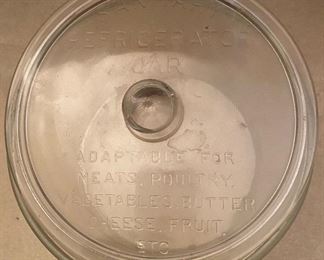 REFRIGERATOR
JAR
ADAPTABLE FOR
MEATS, POULTRY,
VEGETABLES, BUTTER
CHEESE, FRUIT
ETC